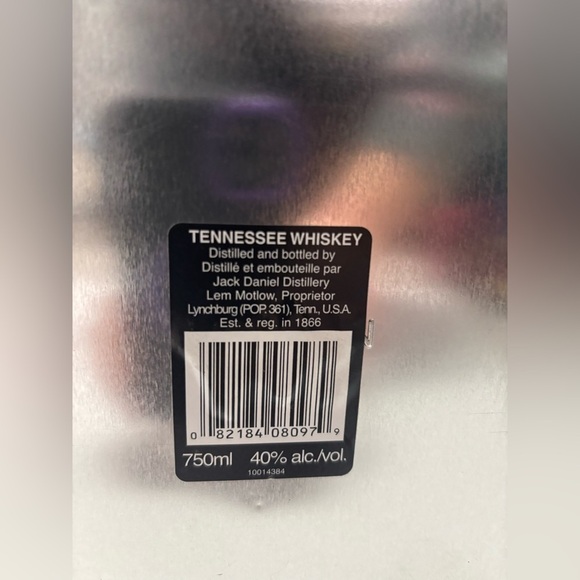 TENNESSEE WHISKEY
Distilled and bottled by
Distillé et embouteille par
Jack Daniel Distillery
Lem Motlow, Proprietor
Lynchburg (POP. 361), Tenn., U.S.A.
Est. & reg. in 1866
0 82184 08097 9
750ml 40% alc./vol.
10014384